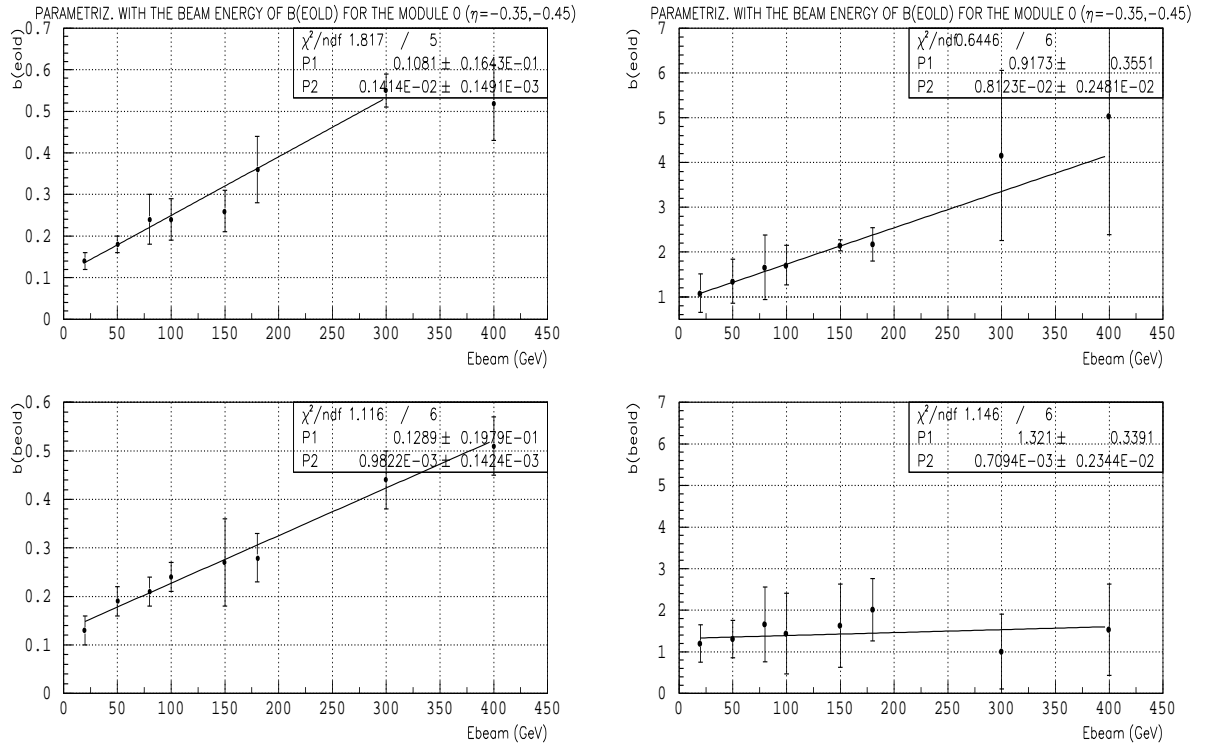 PARAMETRIZ. WITH THE BEAM ENERGY OF B(EOLD) FOR THE MODULE 0 (η=−0.35,−0.45)
b(eold)
0.7
0.6
0.5
0.4
0.3
0.2
0.1
0
χ²/ndf 1.817 / 5
P1 0.1081 ± 0.1643E−01
P2 0.1414E−02 ± 0.1491E−03
0 50 100 150 200 250 300 350 400 450
Ebeam (GeV)
PARAMETRIZ. WITH THE BEAM ENERGY OF B(EOLD) FOR THE MODULE 0 (η=−0.35,−0.45)
b(eold)
7
6
5
4
3
2
1
χ²/ndf 0.6446 / 6
P1 0.9173 ± 0.3551
P2 0.8123E−02 ± 0.2481E−02
0 50 100 150 200 250 300 350 400 450
Ebeam (GeV)
b(beold)
0.6
0.5
0.4
0.3
0.2
0.1
0
χ²/ndf 1.116 / 6
P1 0.1289 ± 0.1979E−01
P2 0.9822E−03 ± 0.1424E−03
0 50 100 150 200 250 300 350 400 450
Ebeam (GeV)
b(beold)
7
6
5
4
3
2
1
0
χ²/ndf 1.146 / 6
P1 1.321 ± 0.3391
P2 0.7094E−03 ± 0.2344E−02
0 50 100 150 200 250 300 350 400 450
Ebeam (GeV)